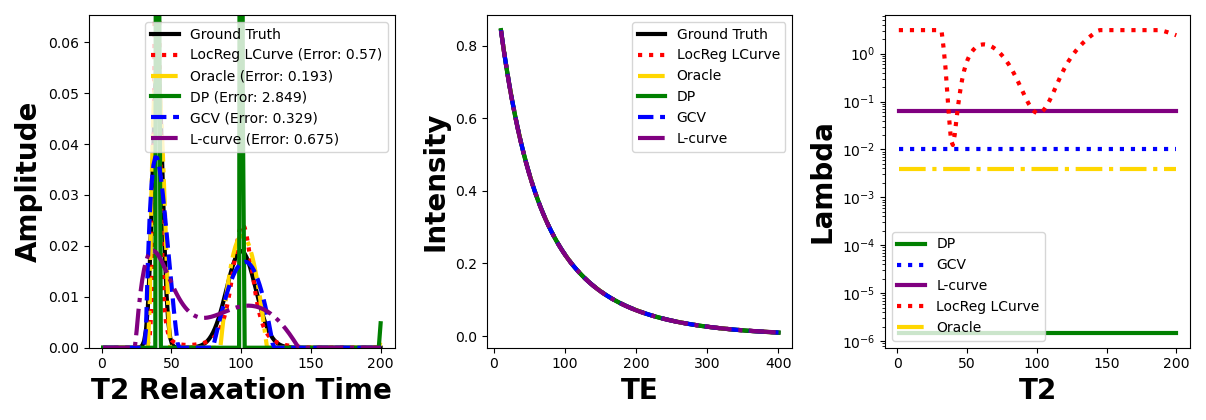 Amplitude
0.06
0.05
0.04
0.03
0.02
0.01
0.00
0 50 100 150 200
T2 Relaxation Time
Ground Truth
LocReg LCurve (Error: 0.57)
Oracle (Error: 0.193)
DP (Error: 2.849)
GCV (Error: 0.329)
L-curve (Error: 0.675)
Intensity
0.8
0.6
0.4
0.2
0.0
0 100 200 300 400
TE
Ground Truth
LocReg LCurve
Oracle
DP
GCV
L-curve
Lambda
10^0
10^-1
10^-2
10^-3
10^-4
10^-5
10^-6
0 50 100 150 200
T2
DP
GCV
L-curve
LocReg LCurve
Oracle